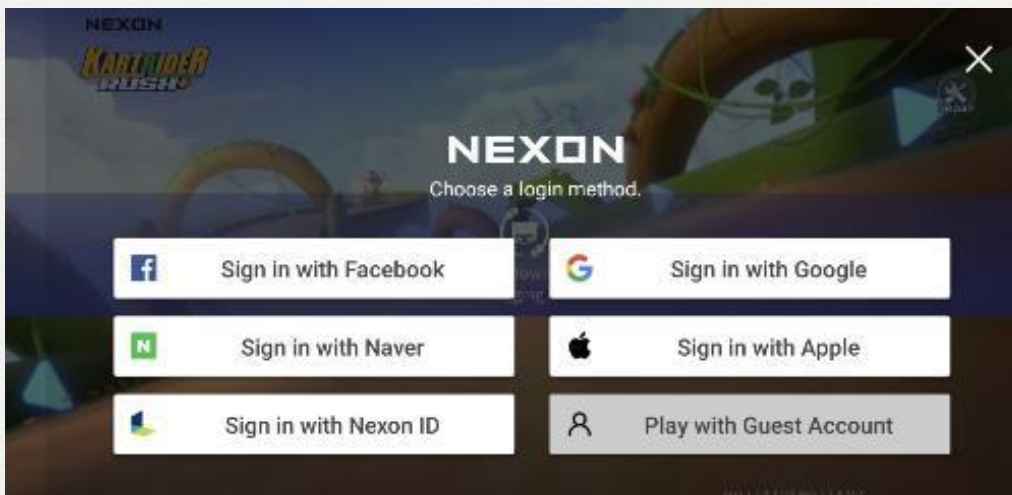 NEXON
KARTRIDER
RUSH+
NEXON
Choose a login method.
Sign in with Facebook
Sign in with Google
N
Sign in with Naver
Sign in with Apple
Sign in with Nexon ID
Play with Guest Account